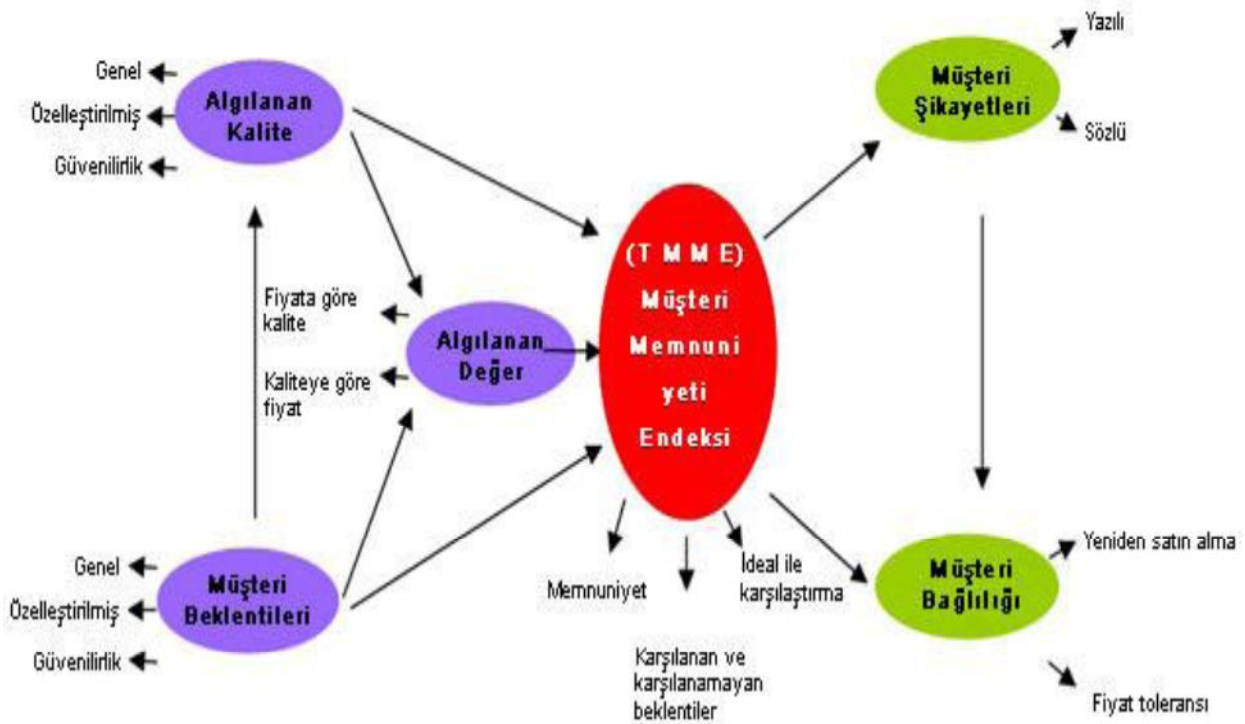 Genel
Özelleştirilmiş
Güvenilirlik
Algılanan
Kalite
Fiyata göre
kalite
Kaliteye göre
fiyat
Algılanan
Değer
Genel
Özelleştirilmiş
Güvenilirlik
Müşteri
Beklentileri
(T M M E)
Müşteri
Memnuni
yeti
Endeksi
Memnuniyet
Karşılanan ve
karşılanamayan
beklentiler
İdeal ile
karşılaştırma
Müşteri
Şikayetleri
Yazılı
Sözlü
Müşteri
Bağlılığı
Yeniden satın alma
Fiyat toleransı